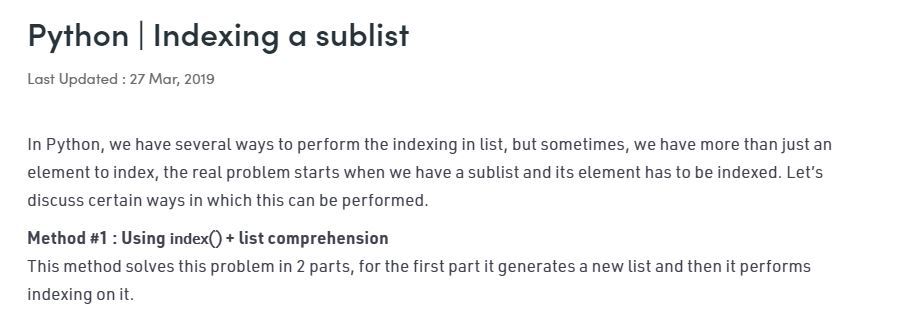 Python | Indexing a sublist
Last Updated : 27 Mar, 2019
In Python, we have several ways to perform the indexing in list, but sometimes, we have more than just an
element to index, the real problem starts when we have a sublist and its element has to be indexed. Let’s
discuss certain ways in which this can be performed.
Method #1 : Using index() + list comprehension
This method solves this problem in 2 parts, for the first part it generates a new list and then it performs
indexing on it.